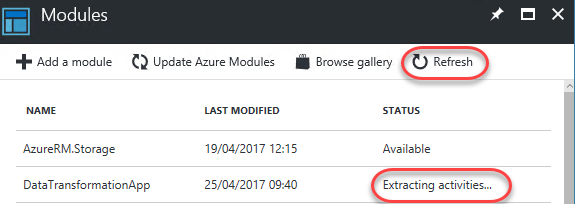 Modules
Add a module Update Azure Modules Browse gallery Refresh
NAME LAST MODIFIED STATUS
AzureRM.Storage 19/04/2017 12:15 Available
DataTransformationApp 25/04/2017 09:40 Extracting activities...